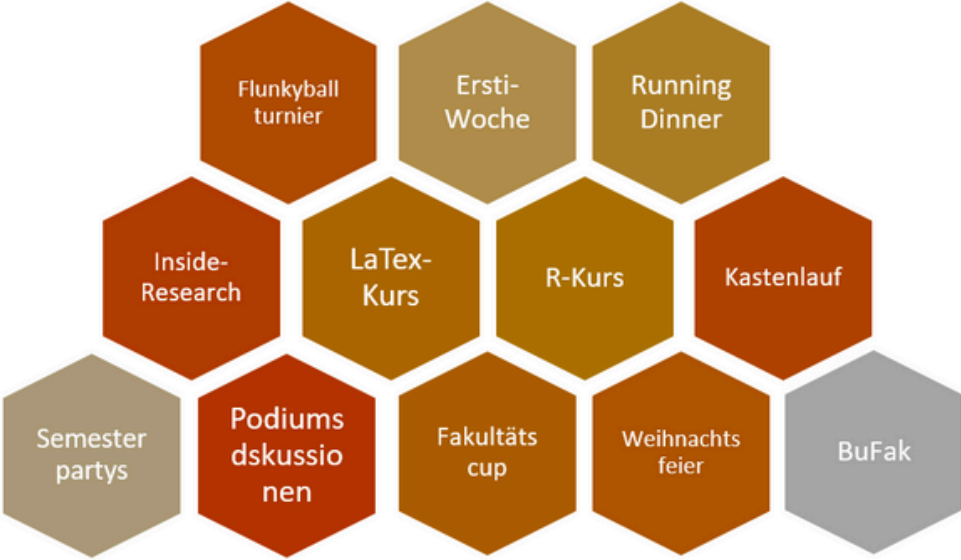 Flunkyball
turnier
Ersti-
Woche
Running
Dinner
Inside-
Research
LaTex-
Kurs
R-Kurs
Kastenlauf
Semester
partys
Podiums
dskussio
nen
Fakultäts
cup
Weihnachts
feier
BuFak